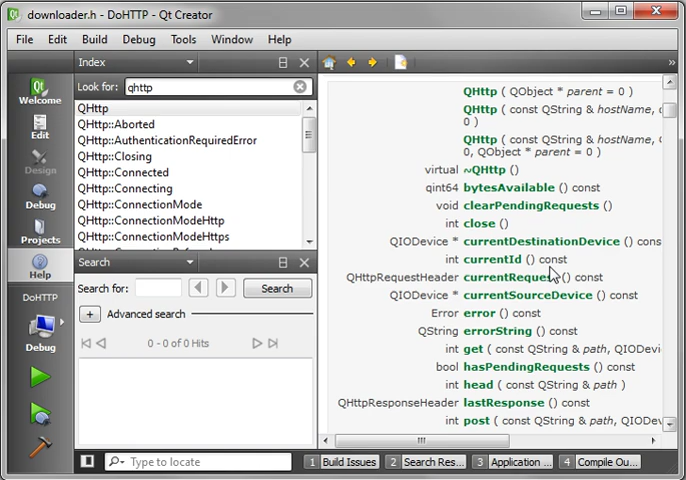 downloader.h - DoHTTP - Qt Creator
File Edit Build Debug Tools Window Help
Index
Look for: qhttp
QHttp
QHttp::Aborted
QHttp::AuthenticationRequiredError
QHttp::Closing
QHttp::Connected
QHttp::Connecting
QHttp::ConnectionMode
QHttp::ConnectionModeHttp
QHttp::ConnectionModeHttps
Search
Search for: Search
+ Advanced search
0 - 0 of 0 Hits
Qt
Welcome
Edit
Design
Debug
Projects
Help
DoHTTP
Debug
»
QHttp ( QObject * parent = 0 )
QHttp ( const QString & hostName,
0 )
QHttp ( const QString & hostName,
0, QObject * parent = 0 )
virtual ~QHttp ()
qint64 bytesAvailable () const
void clearPendingRequests ()
int close ()
QIODevice * currentDestinationDevice () cons
int currentId () const
QHttpRequestHeader currentReques () const
QIODevice * currentSourceDevice () const
Error error () const
QString errorString () const
int get ( const QString & path, QIODevi
bool hasPendingRequests () const
int head ( const QString & path )
QHttpResponseHeader lastResponse () const
int post ( const QString & path, QIODev
Type to locate 1 Build Issues 2 Search Res... 3 Application ... 4 Compile Ou...